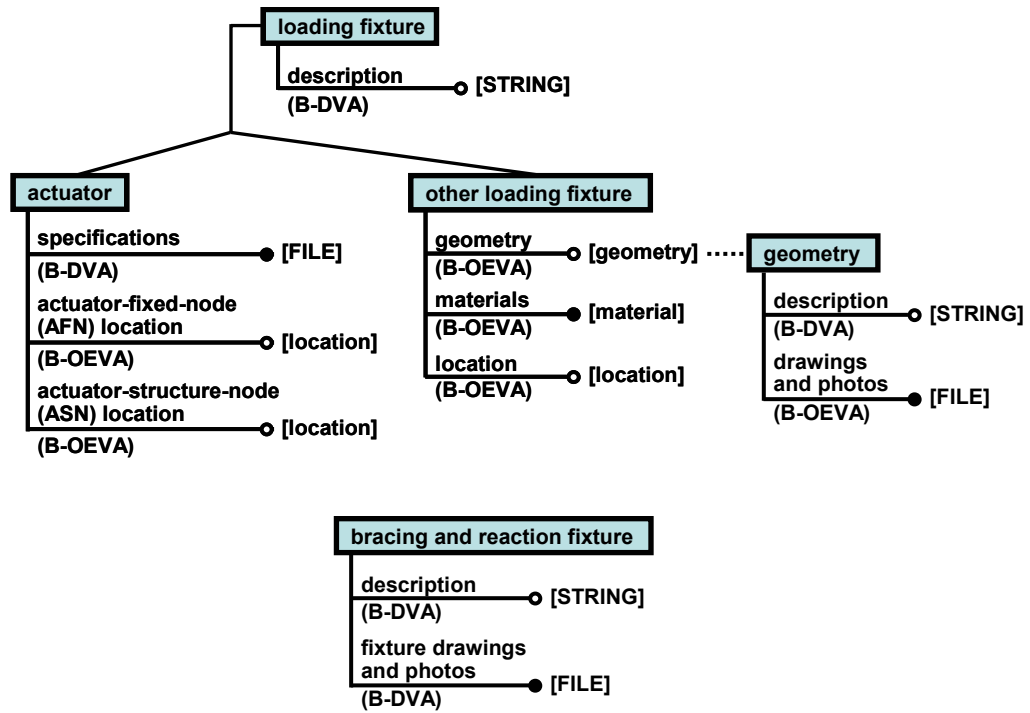 loading fixture
description
(B-DVA)
[STRING]
actuator
specifications
(B-DVA)
[FILE]
actuator-fixed-node
(AFN) location
(B-OEVA)
[location]
actuator-structure-node
(ASN) location
(B-OEVA)
[location]
other loading fixture
geometry
(B-OEVA)
[geometry]
materials
(B-OEVA)
[material]
location
(B-OEVA)
[location]
geometry
description
(B-DVA)
[STRING]
drawings
and photos
(B-OEVA)
[FILE]
bracing and reaction fixture
description
(B-DVA)
[STRING]
fixture drawings
and photos
(B-DVA)
[FILE]